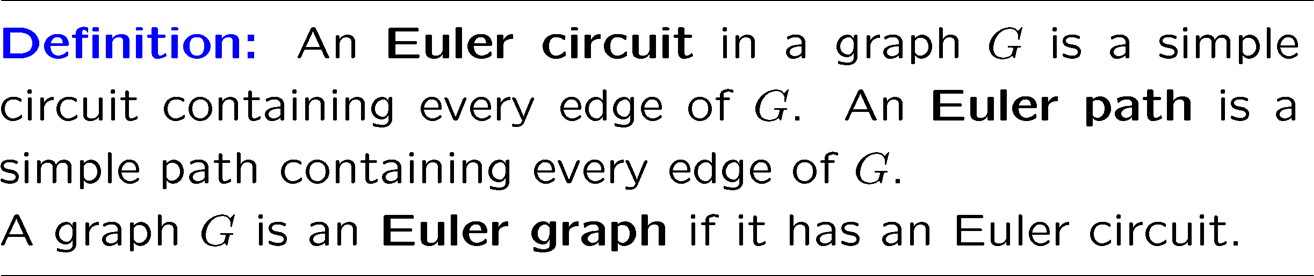 Definition: An Euler circuit in a graph G is a simple
circuit containing every edge of G. An Euler path is a
simple path containing every edge of G.
A graph G is an Euler graph if it has an Euler circuit.